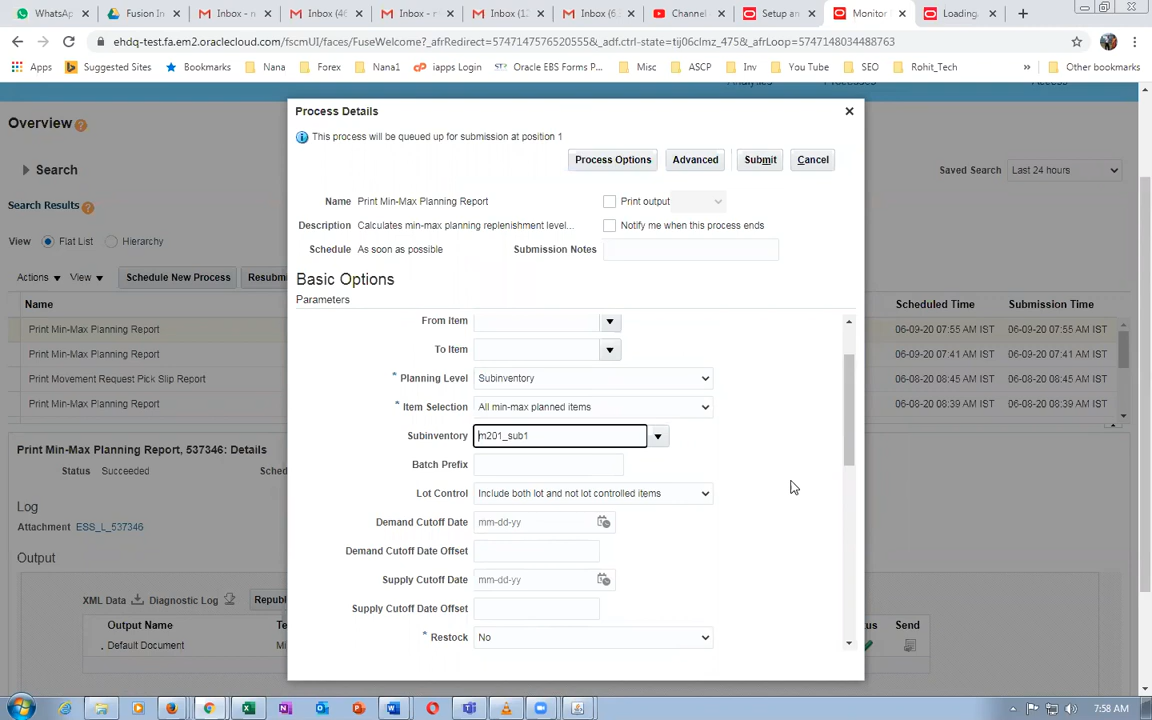 WhatsA
Fusion In
Inbox - n
Inbox (46
Inbox - r
Inbox (12
Inbox (6
Channel
Setup an
Monitor
Loading
ehdq-test.fa.em2.oraclecloud.com/fscmUI/faces/FuseWelcome?_afrRedirect=5747147576520555&_adf.ctrl-state=tij06clmz_475&_afrLoop=5747148034488763
Apps
Suggested Sites
Bookmarks
Nana
Forex
Nana1
iapps Login
Oracle EBS Forms P...
Misc
ASCP
Inv
You Tube
SEO
Rohit_Tech
»
Other bookmarks
Overview
Search
Saved Search Last 24 hours
Search Results
View Flat List Hierarchy
Actions View Schedule New Process Resubm
Name
Scheduled Time Submission Time
Print Min-Max Planning Report
06-09-20 07:55 AM IST 06-09-20 07:55 AM IST
Print Min-Max Planning Report
06-09-20 07:41 AM IST 06-09-20 07:41 AM IST
Print Movement Request Pick Slip Report
06-08-20 08:45 AM IST 06-08-20 08:45 AM IST
Print Min-Max Planning Report
06-08-20 08:39 AM IST 06-08-20 08:39 AM IST
Print Min-Max Planning Report, 537346: Details
Status Succeeded Sched
Log
Attachment ESS_L_537346
Output
XML Data Diagnostic Log Republ
Output Name Te
Default Document Mi
us Send
Process Details
This process will be queued up for submission at position 1
Process Options Advanced Submit Cancel
Name Print Min-Max Planning Report
Print output
Description Calculates min-max planning replenishment level...
Notify me when this process ends
Schedule As soon as possible
Submission Notes
Basic Options
Parameters
From Item
To Item
* Planning Level Subinventory
* Item Selection All min-max planned items
Subinventory m201_sub1
Batch Prefix
Lot Control Include both lot and not lot controlled items
Demand Cutoff Date mm-dd-yy
Demand Cutoff Date Offset
Supply Cutoff Date mm-dd-yy
Supply Cutoff Date Offset
* Restock No
7:58 AM